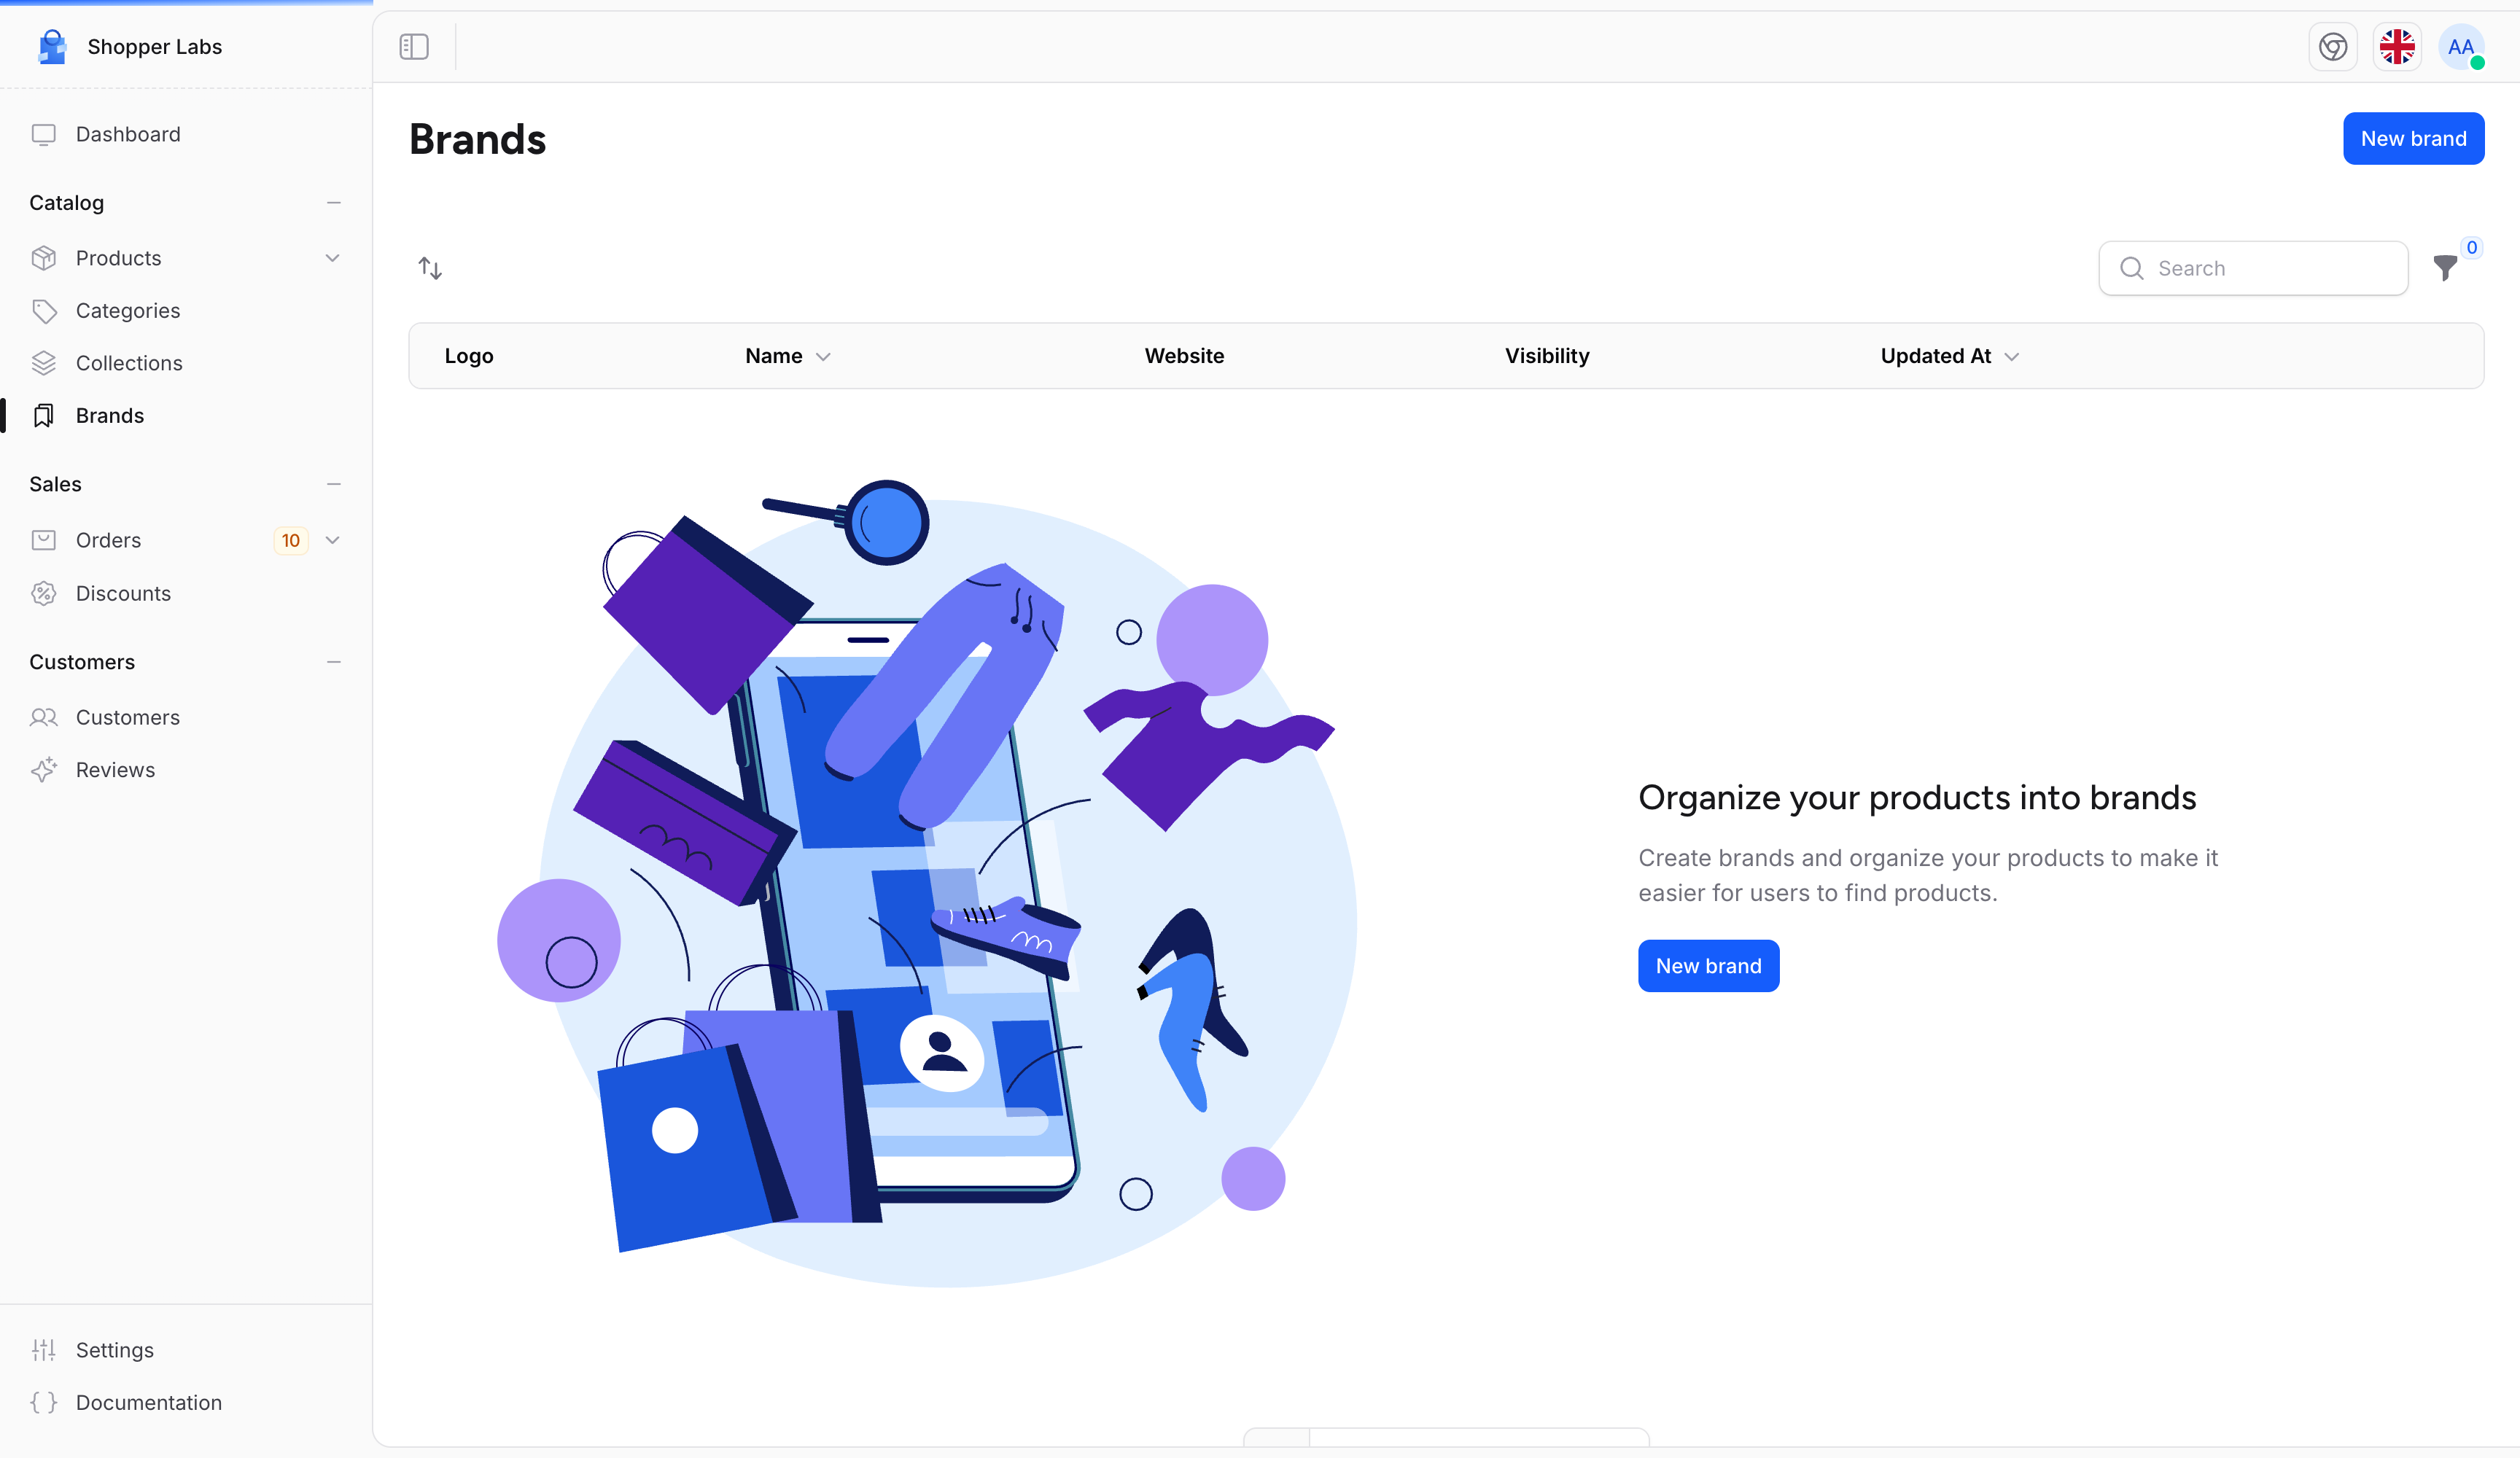 Shopper Labs
AA
Dashboard
Catalog
Products
Categories
Collections
Brands
Sales
Orders 10
Discounts
Customers
Customers
Reviews
Settings
Documentation
Brands
New brand
Search
0
Logo Name Website Visibility Updated At
Organize your products into brands
Create brands and organize your products to make it
easier for users to find products.
New brand